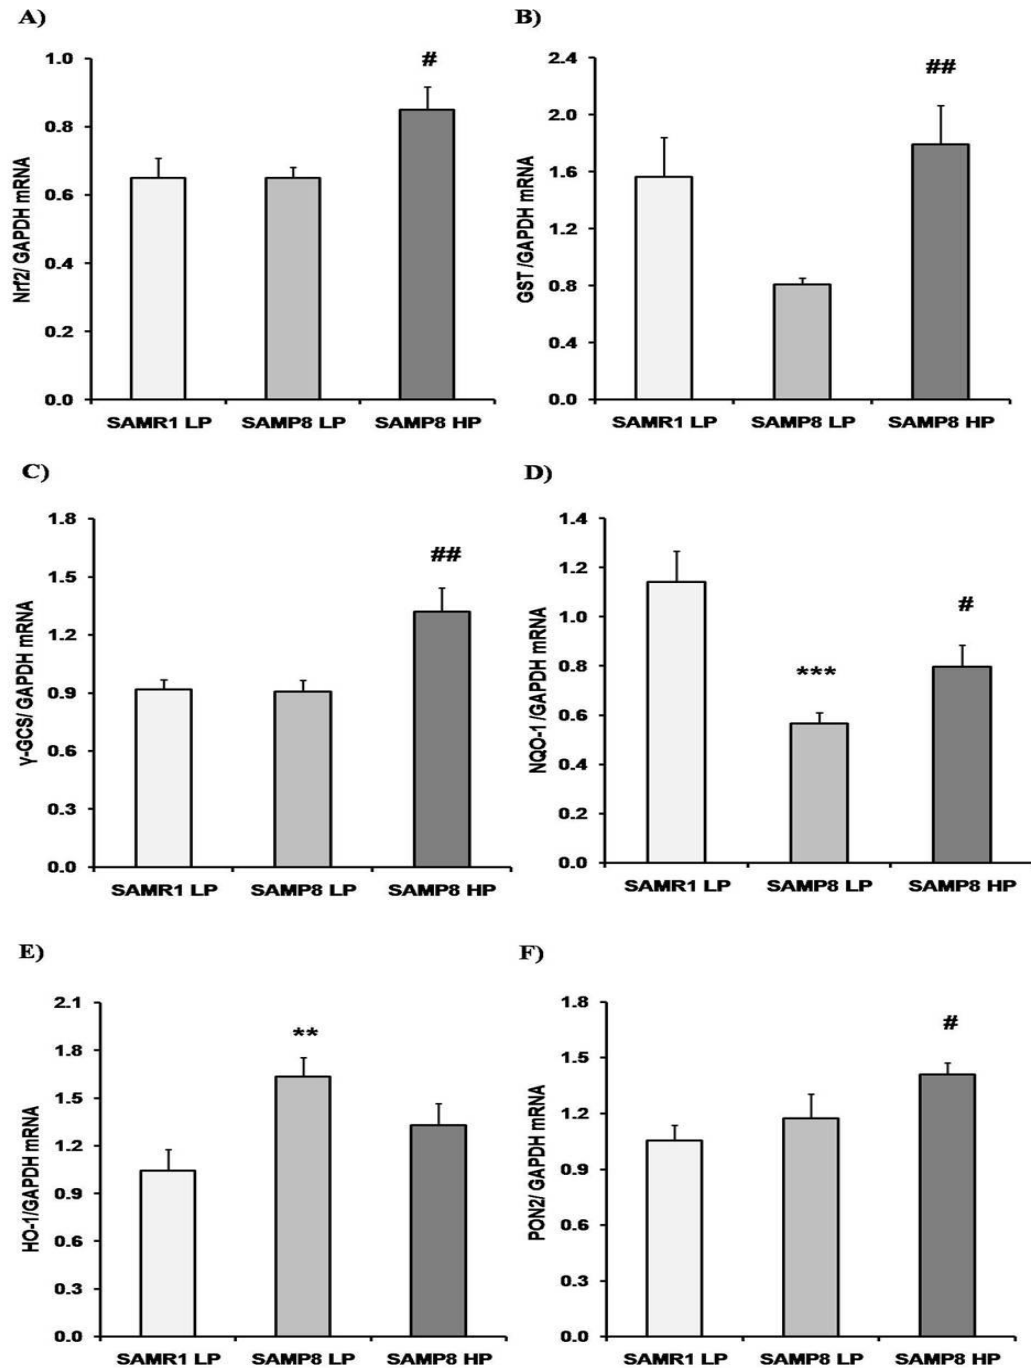 A)
Nrf2/ GAPDH mRNA
1.0
0.8
0.6
0.4
0.2
0.0
#
SAMR1 LP SAMP8 LP SAMP8 HP
B)
GST /GAPDH mRNA
2.4
2.0
1.6
1.2
0.8
0.4
0.0
##
SAMR1 LP SAMP8 LP SAMP8 HP
C)
γ-GCS/ GAPDH mRNA
1.8
1.5
1.2
0.9
0.6
0.3
0.0
##
SAMR1 LP SAMP8 LP SAMP8 HP
D)
NQO-1 /GAPDH mRNA
1.4
1.2
1.0
0.8
0.6
0.4
0.2
0.0
***
#
SAMR1 LP SAMP8 LP SAMP8 HP
E)
HO-1/GAPDH mRNA
2.1
1.8
1.5
1.2
0.9
0.6
0.3
0.0
**
SAMR1 LP SAMP8 LP SAMP8 HP
F)
PON2/ GAPDH mRNA
1.8
1.5
1.2
0.9
0.6
0.3
0.0
#
SAMR1 LP SAMP8 LP SAMP8 HP